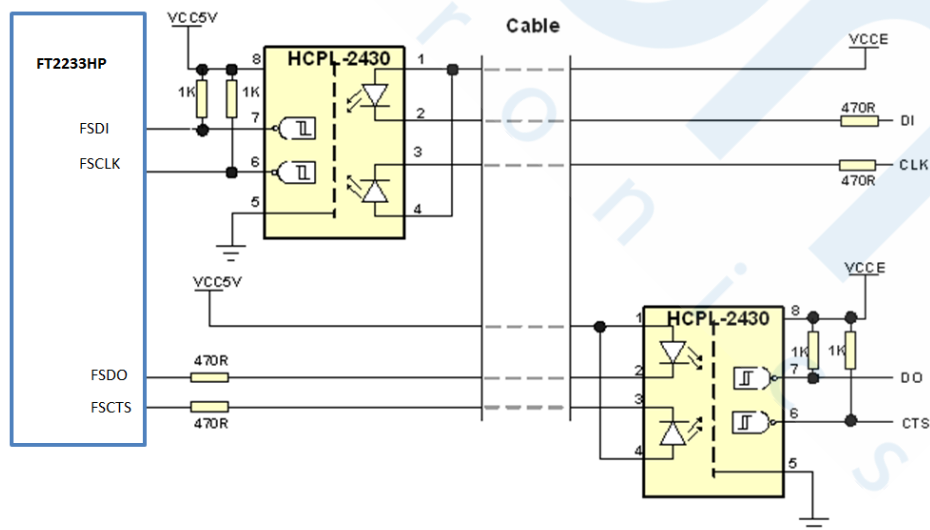 Cable
VCC5V
VCCE
FT2233HP
HCPL-2430
8
1
1K
1K
470R
FSDI
7
2
DI
FSCLK
6
3
CLK
470R
5
4
VCC5V
VCCE
1
HCPL-2430
8
470R
1K
1K
FSDO
2
7
DO
FSCTS
3
6
CTS
470R
4
5
r
o
n
i
c
s